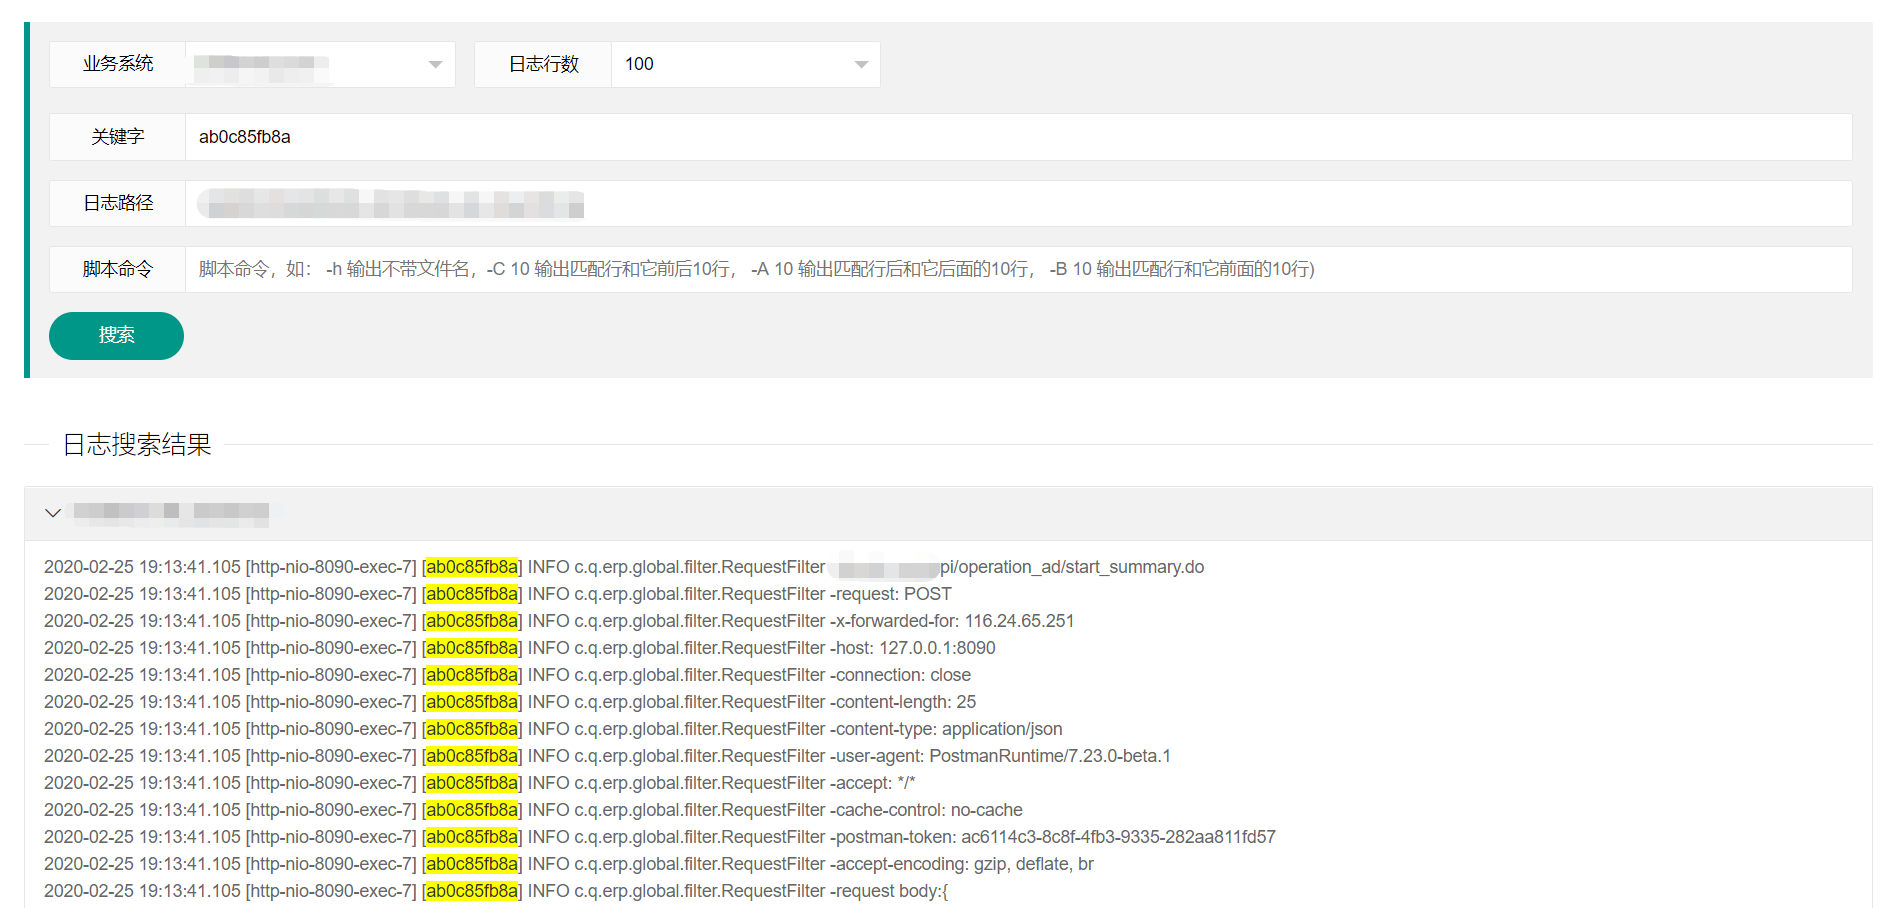 业务系统
日志行数 100
关键字 ab0c85fb8a
日志路径
脚本命令 脚本命令，如： -h 输出不带文件名，-C 10 输出匹配行和它前后10行， -A 10 输出匹配行后和它后面的10行， -B 10 输出匹配行和它前面的10行)
搜索
日志搜索结果
2020-02-25 19:13:41.105 [http-nio-8090-exec-7] [ab0c85fb8a] INFO c.q.erp.global.filter.RequestFilter pi/operation_ad/start_summary.do
2020-02-25 19:13:41.105 [http-nio-8090-exec-7] [ab0c85fb8a] INFO c.q.erp.global.filter.RequestFilter -request: POST
2020-02-25 19:13:41.105 [http-nio-8090-exec-7] [ab0c85fb8a] INFO c.q.erp.global.filter.RequestFilter -x-forwarded-for: 116.24.65.251
2020-02-25 19:13:41.105 [http-nio-8090-exec-7] [ab0c85fb8a] INFO c.q.erp.global.filter.RequestFilter -host: 127.0.0.1:8090
2020-02-25 19:13:41.105 [http-nio-8090-exec-7] [ab0c85fb8a] INFO c.q.erp.global.filter.RequestFilter -connection: close
2020-02-25 19:13:41.105 [http-nio-8090-exec-7] [ab0c85fb8a] INFO c.q.erp.global.filter.RequestFilter -content-length: 25
2020-02-25 19:13:41.105 [http-nio-8090-exec-7] [ab0c85fb8a] INFO c.q.erp.global.filter.RequestFilter -content-type: application/json
2020-02-25 19:13:41.105 [http-nio-8090-exec-7] [ab0c85fb8a] INFO c.q.erp.global.filter.RequestFilter -user-agent: PostmanRuntime/7.23.0-beta.1
2020-02-25 19:13:41.105 [http-nio-8090-exec-7] [ab0c85fb8a] INFO c.q.erp.global.filter.RequestFilter -accept: */*
2020-02-25 19:13:41.105 [http-nio-8090-exec-7] [ab0c85fb8a] INFO c.q.erp.global.filter.RequestFilter -cache-control: no-cache
2020-02-25 19:13:41.105 [http-nio-8090-exec-7] [ab0c85fb8a] INFO c.q.erp.global.filter.RequestFilter -postman-token: ac6114c3-8c8f-4fb3-9335-282aa811fd57
2020-02-25 19:13:41.105 [http-nio-8090-exec-7] [ab0c85fb8a] INFO c.q.erp.global.filter.RequestFilter -accept-encoding: gzip, deflate, br
2020-02-25 19:13:41.105 [http-nio-8090-exec-7] [ab0c85fb8a] INFO c.q.erp.global.filter.RequestFilter -request body:{